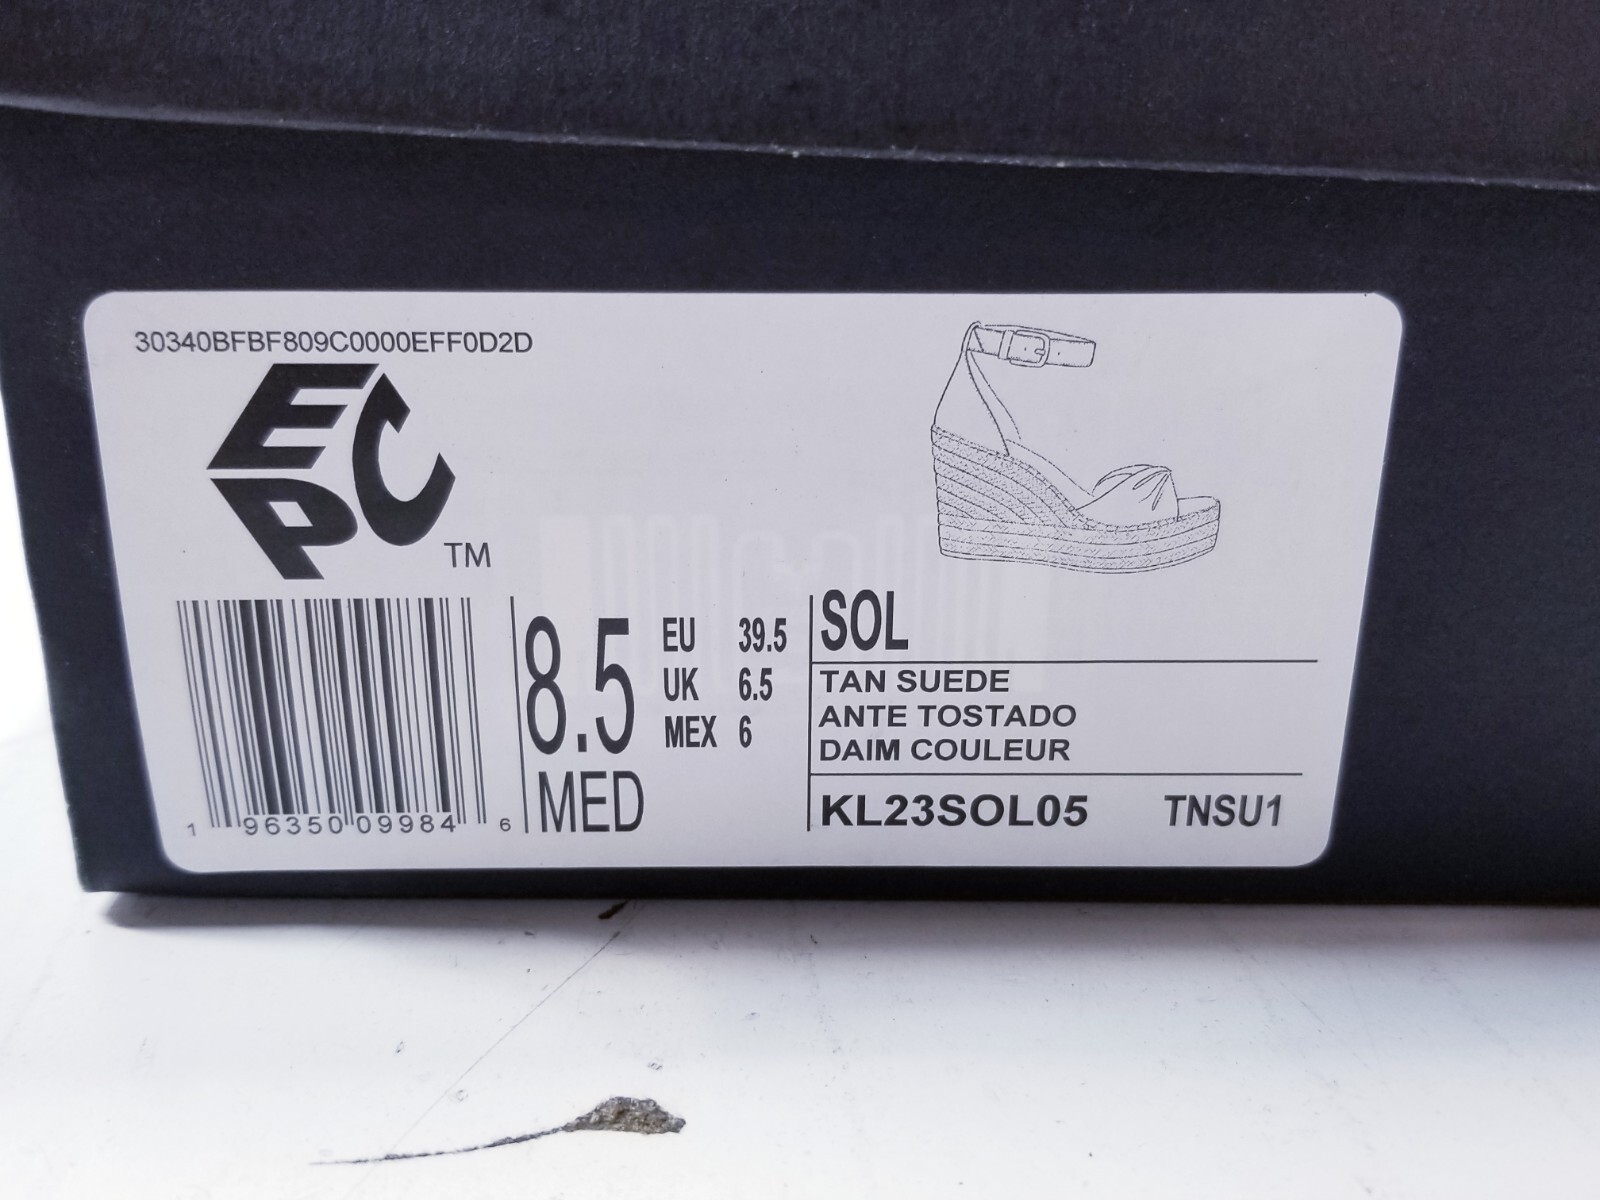 30340BFBF809C0000EFF0D2D
EPC
TM
1 96350 09984 6
8.5
MED
EU 39.5
UK 6.5
MEX 6
SOL
TAN SUEDE
ANTE TOSTADO
DAIM COULEUR
KL23SOL05 TNSU1